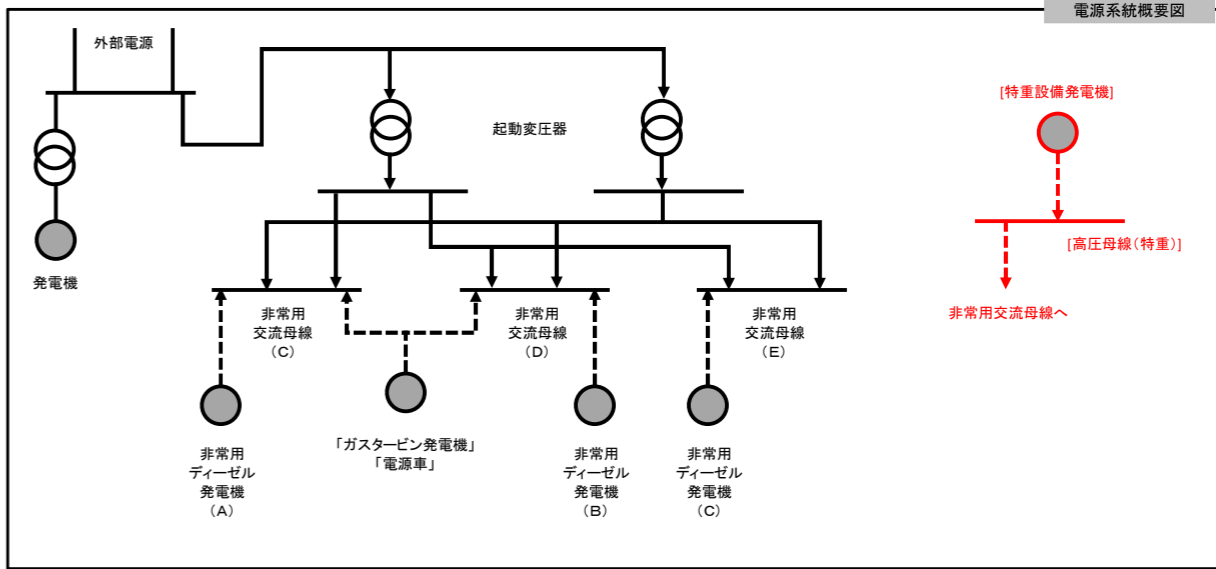 電源系統概要図
外部電源
[特重設備発電機]
起動変圧器
[高圧母線(特重)]
発電機
非常用交流母線へ
非常用
交流母線
(C)
非常用
交流母線
(D)
非常用
交流母線
(E)
「ガスタービン発電機」
「電源車」
非常用
ディーゼル
発電機
(A)
非常用
ディーゼル
発電機
(B)
非常用
ディーゼル
発電機
(C)